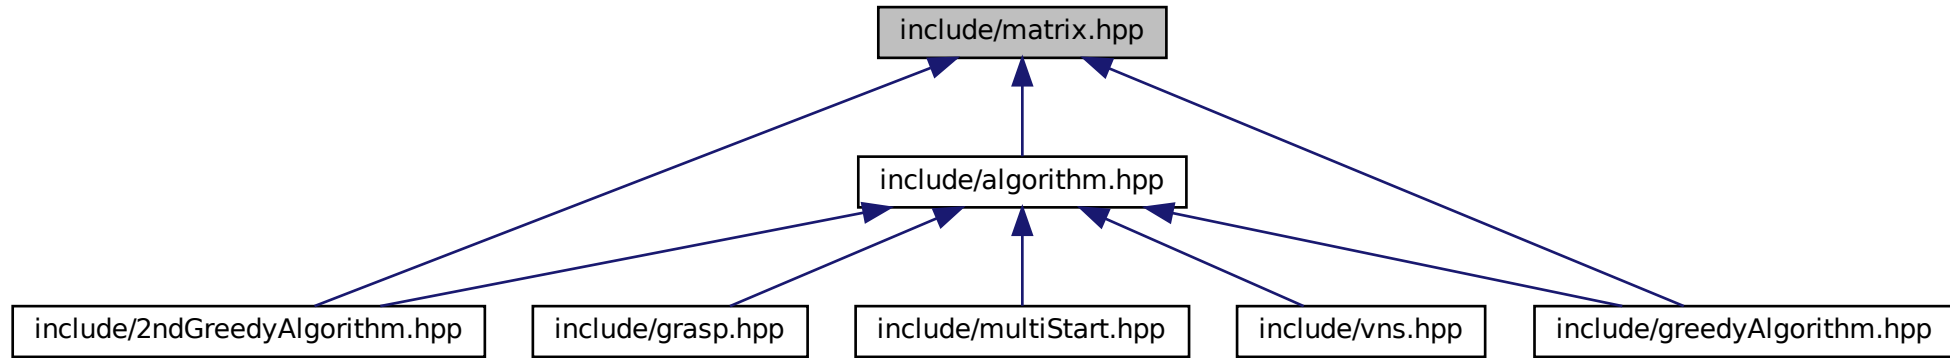 include/matrix.hpp
include/algorithm.hpp
include/2ndGreedyAlgorithm.hpp
include/grasp.hpp
include/multiStart.hpp
include/vns.hpp
include/greedyAlgorithm.hpp